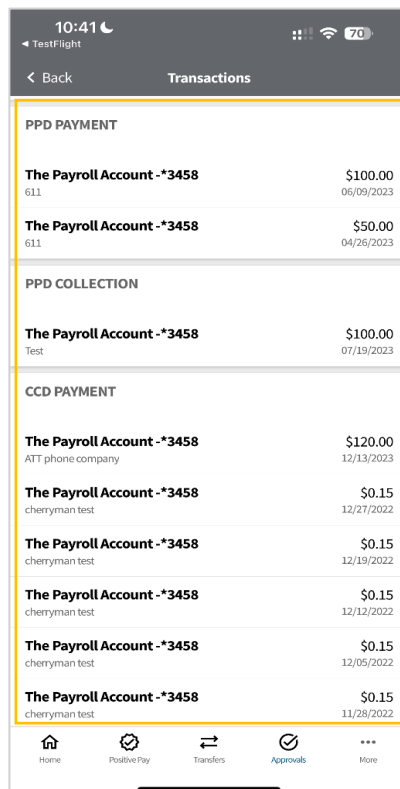 10:41
70
◄ TestFlight
Back
Transactions
PPD PAYMENT
The Payroll Account -*3458 $100.00
611 06/09/2023
The Payroll Account -*3458 $50.00
611 04/26/2023
PPD COLLECTION
The Payroll Account -*3458 $100.00
Test 07/19/2023
CCD PAYMENT
The Payroll Account -*3458 $120.00
ATT phone company 12/13/2023
The Payroll Account -*3458 $0.15
cherryman test 12/27/2022
The Payroll Account -*3458 $0.15
cherryman test 12/19/2022
The Payroll Account -*3458 $0.15
cherryman test 12/12/2022
The Payroll Account -*3458 $0.15
cherryman test 12/05/2022
The Payroll Account -*3458 $0.15
cherryman test 11/28/2022
Home Positive Pay Transfers Approvals More